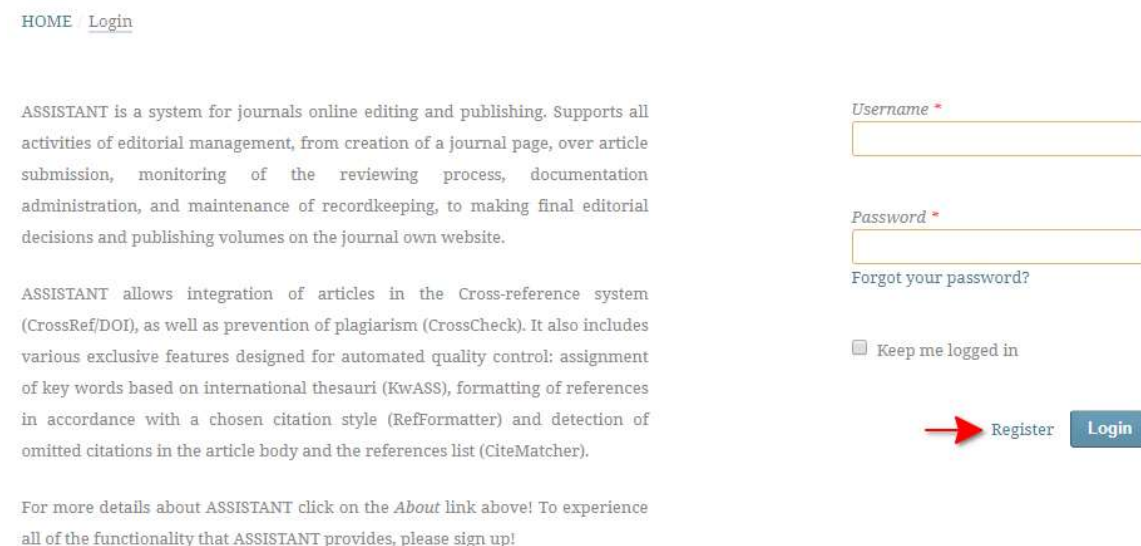 HOME / Login
ASSISTANT is a system for journals online editing and publishing. Supports all
activities of editorial management, from creation of a journal page, over article
submission, monitoring of the reviewing process, documentation
administration, and maintenance of recordkeeping, to making final editorial
decisions and publishing volumes on the journal own website.
ASSISTANT allows integration of articles in the Cross-reference system
(CrossRef/DOI), as well as prevention of plagiarism (CrossCheck). It also includes
various exclusive features designed for automated quality control: assignment
of key words based on international thesauri (KwASS), formatting of references
in accordance with a chosen citation style (RefFormatter) and detection of
omitted citations in the article body and the references list (CiteMatcher).
For more details about ASSISTANT click on the About link above! To experience
all of the functionality that ASSISTANT provides, please sign up!
Username *
Password *
Forgot your password?
Keep me logged in
Register Login